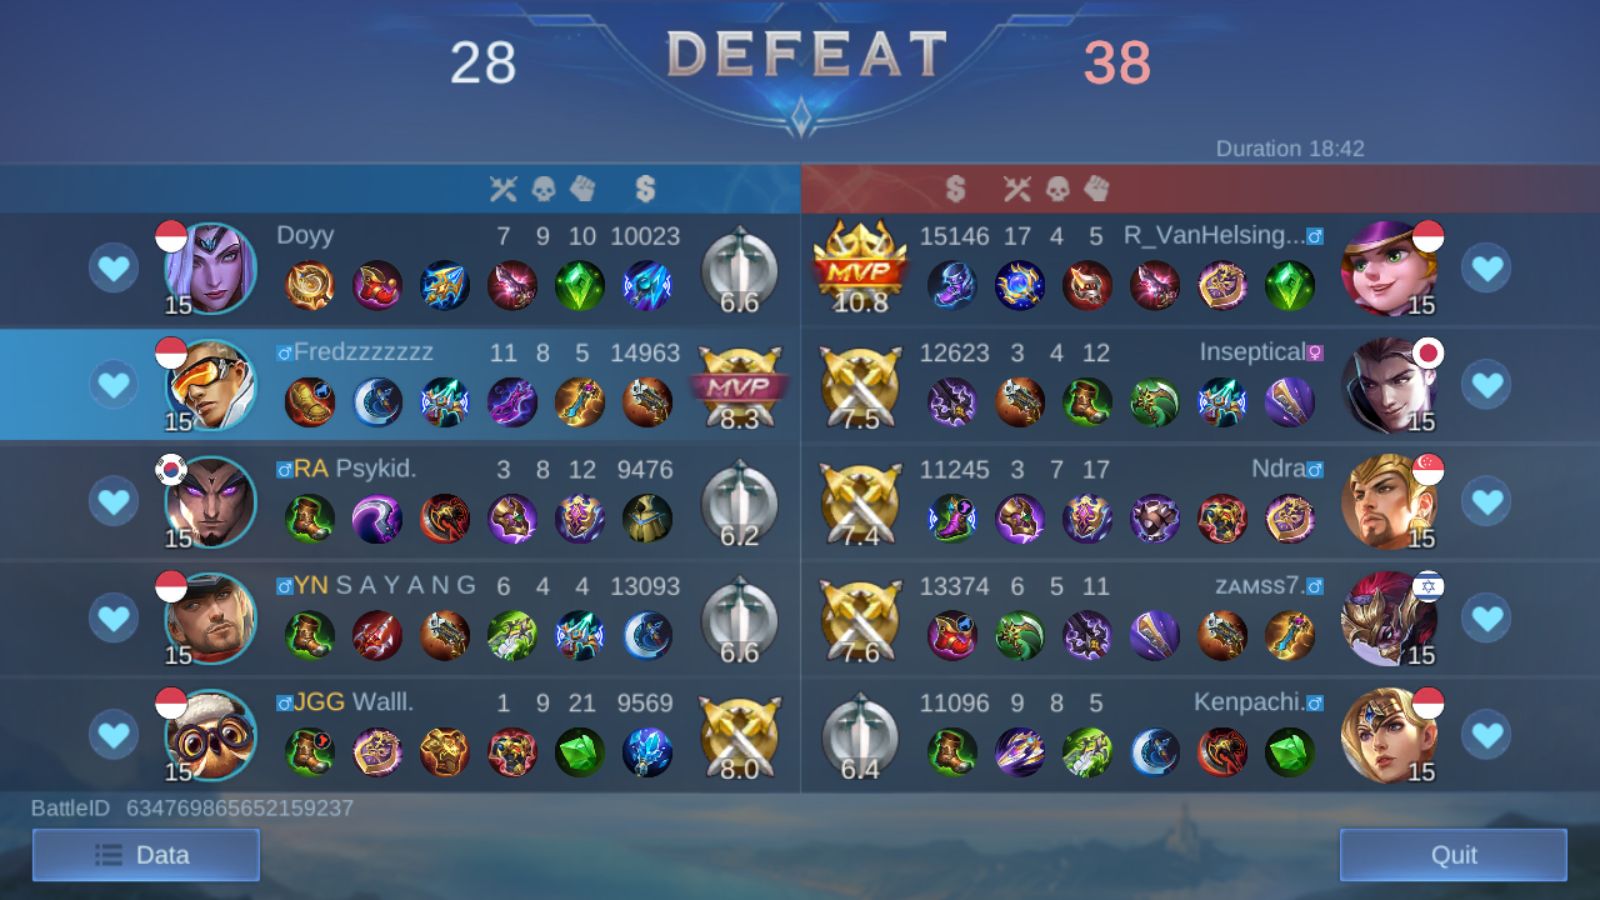 28 DEFEAT 38
Duration 18:42
Doyy 7 9 10 10023 6.6 15
MVP 10.8 15146 17 4 5 R_VanHelsing... 15
Fredzzzzzzz 11 8 5 14963 MVP 8.3 15
7.5 12623 3 4 12 Inseptical 15
RA Psykid. 3 8 12 9476 6.2 15
7.4 11245 3 7 17 Ndra 15
YN S A Y A N G 6 4 4 13093 6.6 15
7.6 13374 6 5 11 ZAMSS7. 15
JGG Walll. 1 9 21 9569 8.0 15
6.4 11096 9 8 5 Kenpachi. 15
BattleID 634769865652159237
Data
Quit